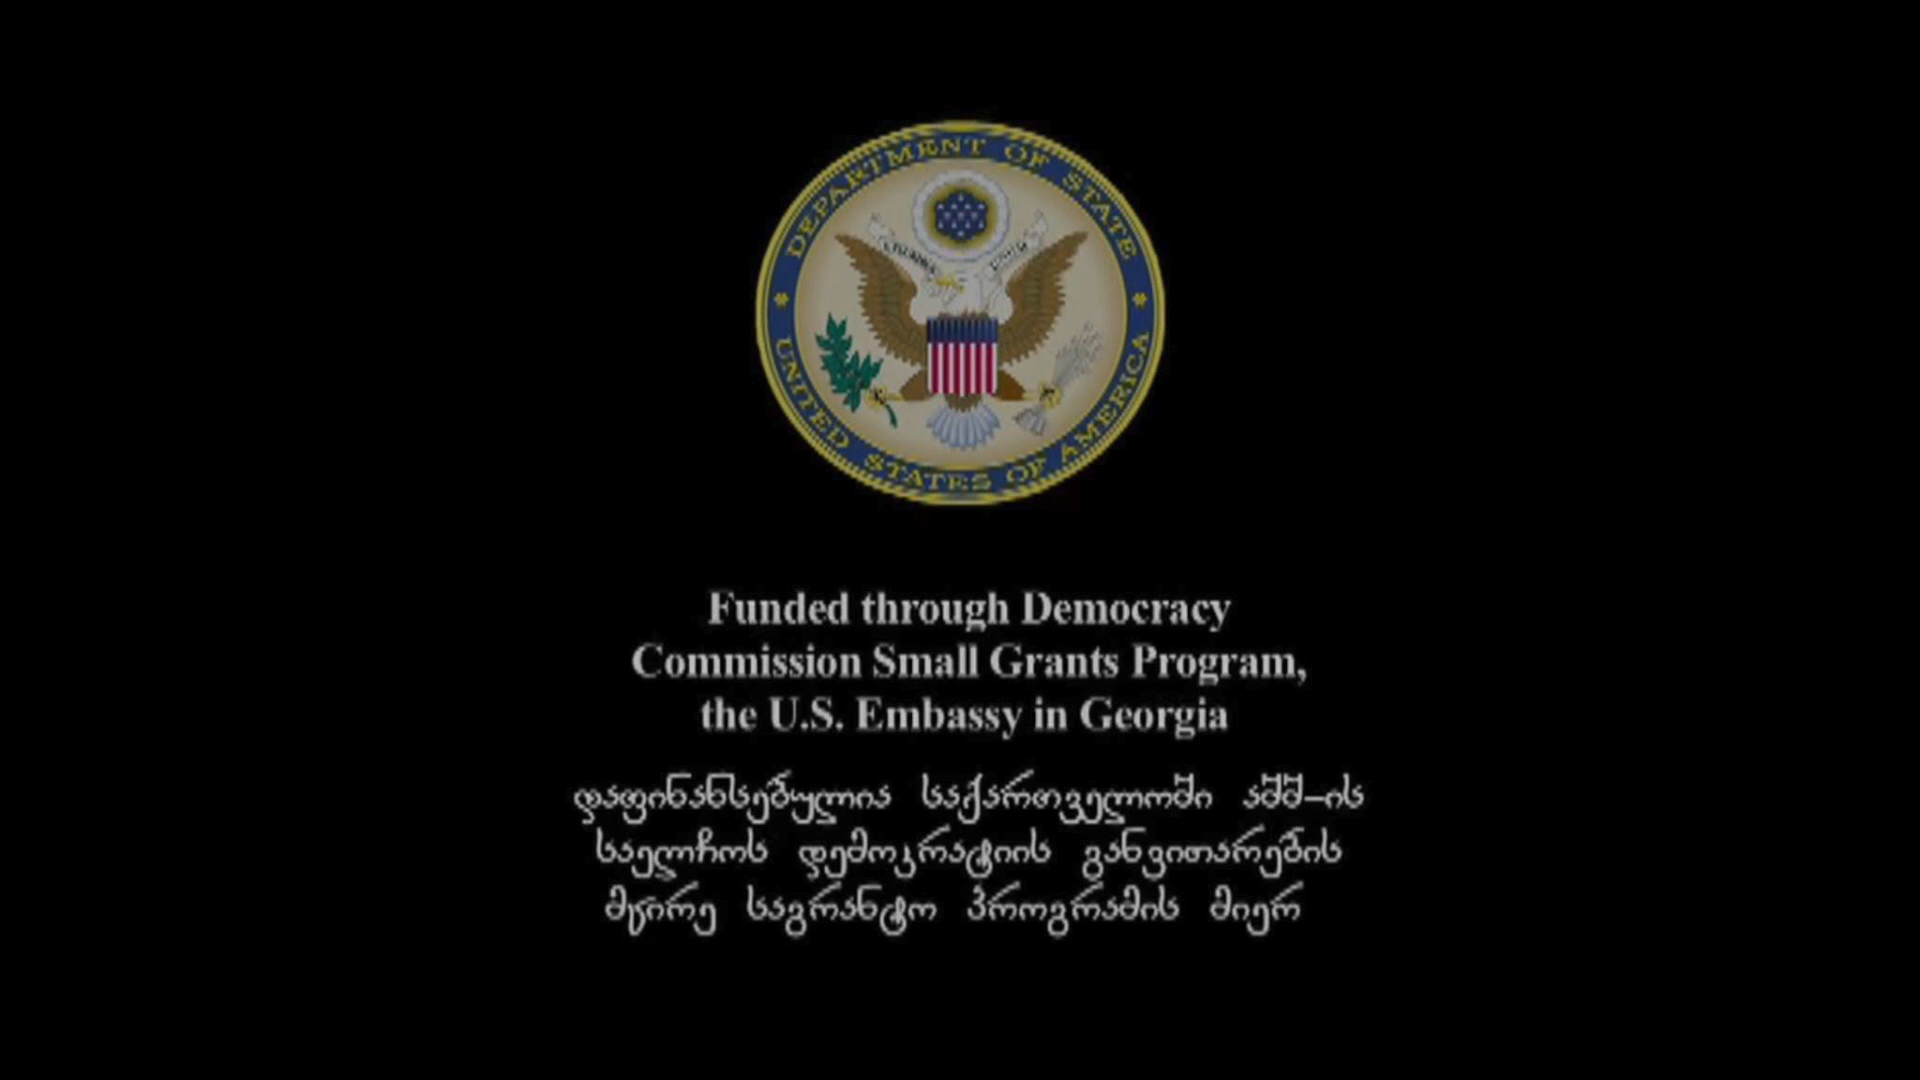 DEPARTMENT OF STATE
UNITED STATES OF AMERICA
Funded through Democracy
Commission Small Grants Program,
the U.S. Embassy in Georgia
დაფინანსებულია საქართველოში აშშ-ის
საელჩოს დემოკრატიის განვითარების
მცირე საგრანტო პროგრამის მიერ